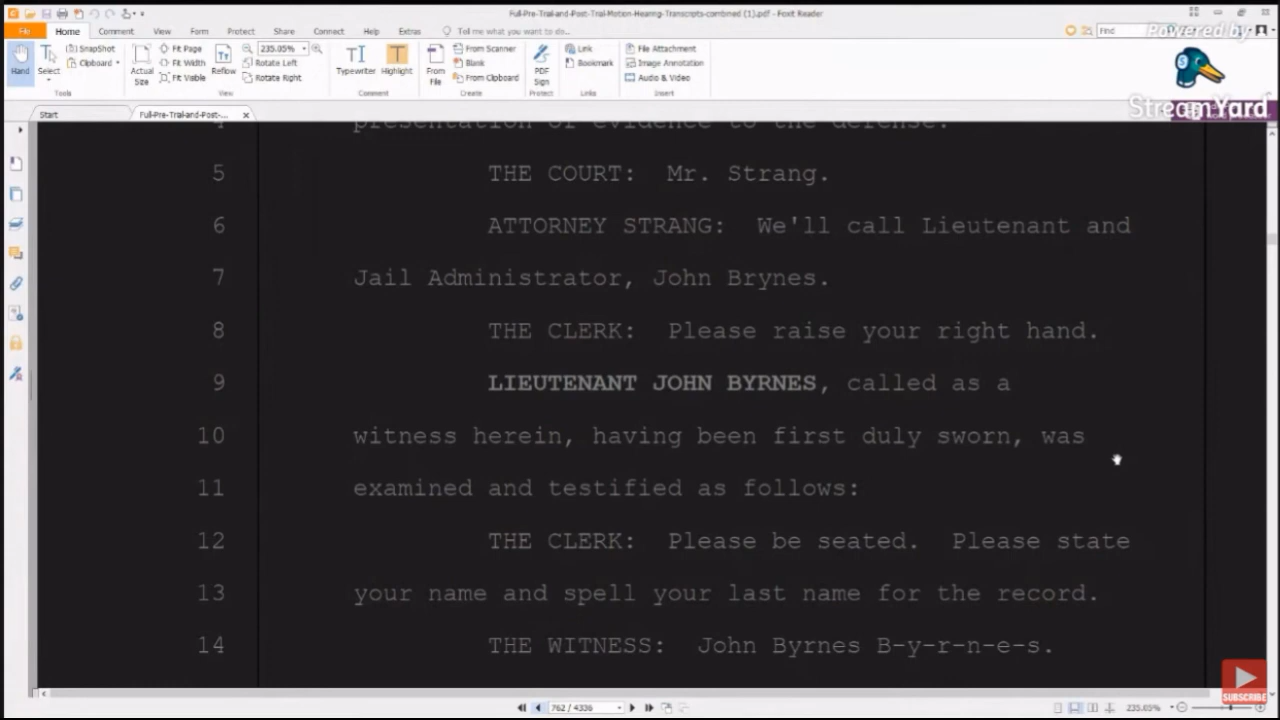 Full-Pre-Trial-and-Post-Trial-Motion-Hearing-Transcripts-combined (1).pdf - Foxit Reader
File Home Comment View Form Protect Share Connect Help Extras Tell me what you want to do... Find
Powered by
StreamYard
Hand Select SnapShot Clipboard Actual Size Fit Page Fit Width Fit Visible Reflow 235.05% Rotate Left Rotate Right Typewriter Highlight From File From Scanner Blank From Clipboard PDF Sign Link Bookmark File Attachment Image Annotation Audio & Video
Tools View Comment Create Protect Links Insert
Start Full-Pre-Trial-and-Post-...
4 presentation of evidence to the defense.
5 THE COURT: Mr. Strang.
6 ATTORNEY STRANG: We'll call Lieutenant and
7 Jail Administrator, John Brynes.
8 THE CLERK: Please raise your right hand.
9 LIEUTENANT JOHN BYRNES, called as a
10 witness herein, having been first duly sworn, was
11 examined and testified as follows:
12 THE CLERK: Please be seated. Please state
13 your name and spell your last name for the record.
14 THE WITNESS: John Byrnes B-y-r-n-e-s.
SUBSCRIBE
762 / 4336 235.05%